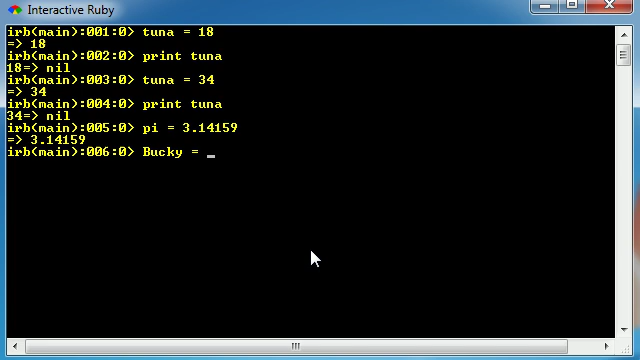 Interactive Ruby
irb(main):001:0> tuna = 18
=> 18
irb(main):002:0> print tuna
18=> nil
irb(main):003:0> tuna = 34
=> 34
irb(main):004:0> print tuna
34=> nil
irb(main):005:0> pi = 3.14159
=> 3.14159
irb(main):006:0> Bucky = _